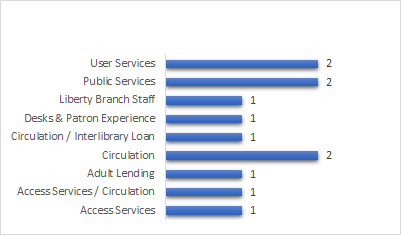 User Services 2
Public Services 2
Liberty Branch Staff 1
Desks & Patron Experience 1
Circulation / Interlibrary Loan 1
Circulation 2
Adult Lending 1
Access Services / Circulation 1
Access Services 1